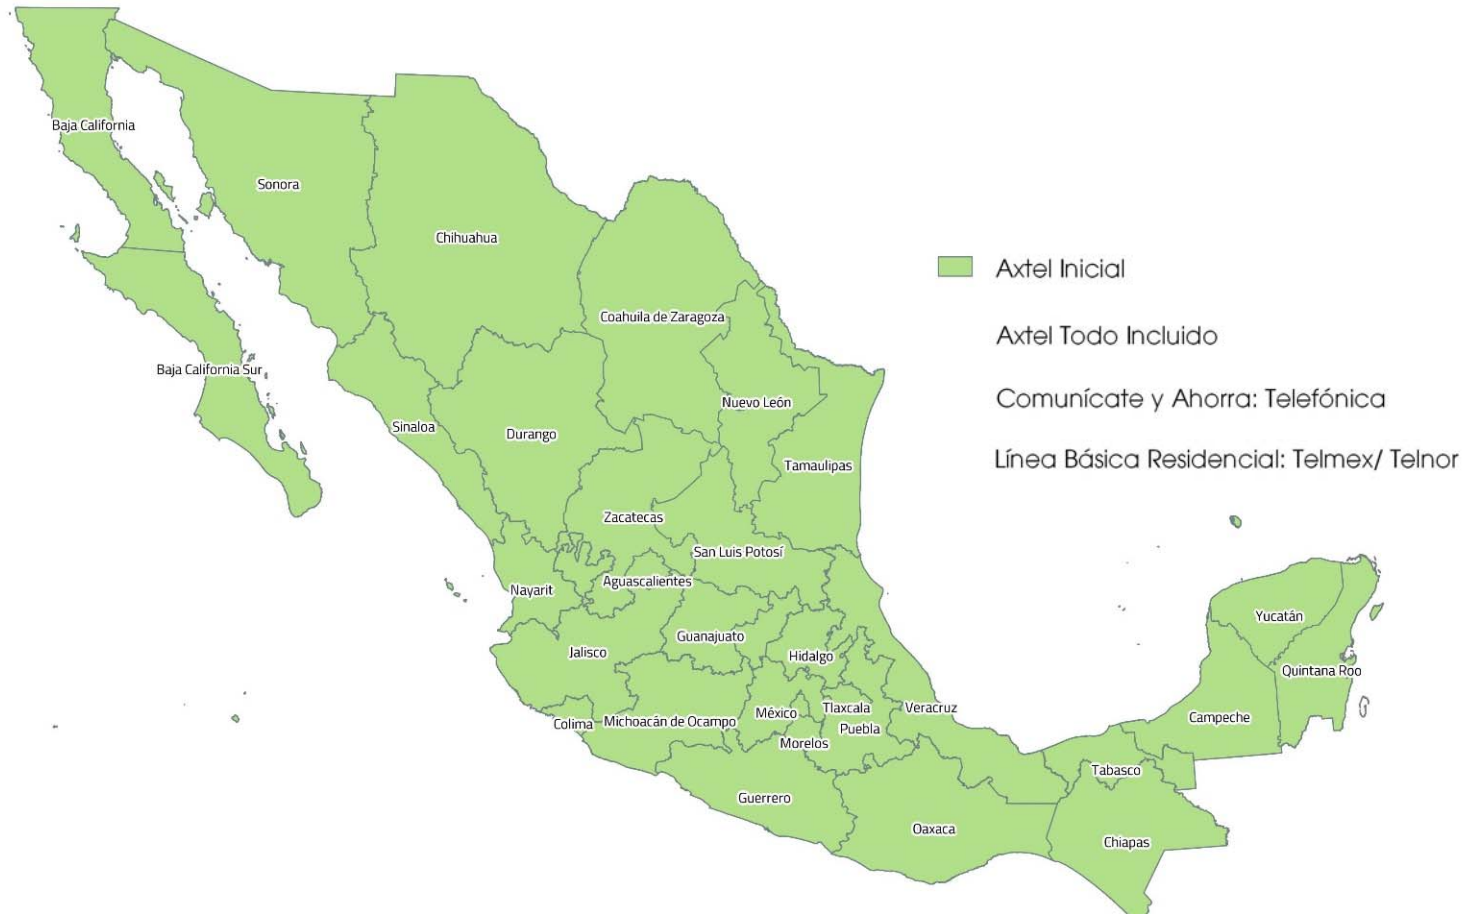 Baja California
Sonora
Chihuahua
Axtel Inicial
Coahuila de Zaragoza
Axtel Todo Incluido
Baja California Sur
Nuevo León
Comunícate y Ahorra: Telefónica
Sinaloa
Durango
Tamaulipas
Línea Básica Residencial: Telmex/ Telnor
Zacatecas
San Luis Potosí
Aguascalientes
Nayarit
Yucatán
Guanajuato
Jalisco
Hidalgo
Quintana Roo
Tlaxcala
Veracruz
México
Campeche
Colima
Michoacán de Ocampo
Puebla
Morelos
Tabasco
Guerrero
Oaxaca
Chiapas